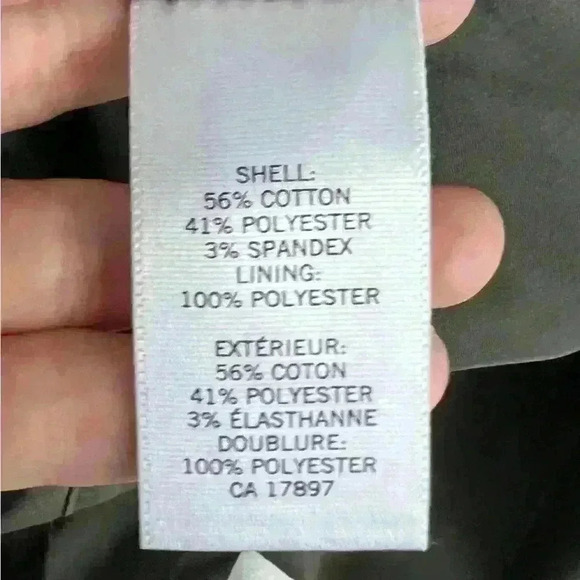 SHELL:
56% COTTON
41% POLYESTER
3% SPANDEX
LINING:
100% POLYESTER
EXTÉRIEUR:
56% COTON
41% POLYESTER
3% ÉLASTHANNE
DOUBLURE:
100% POLYESTER
CA 17897